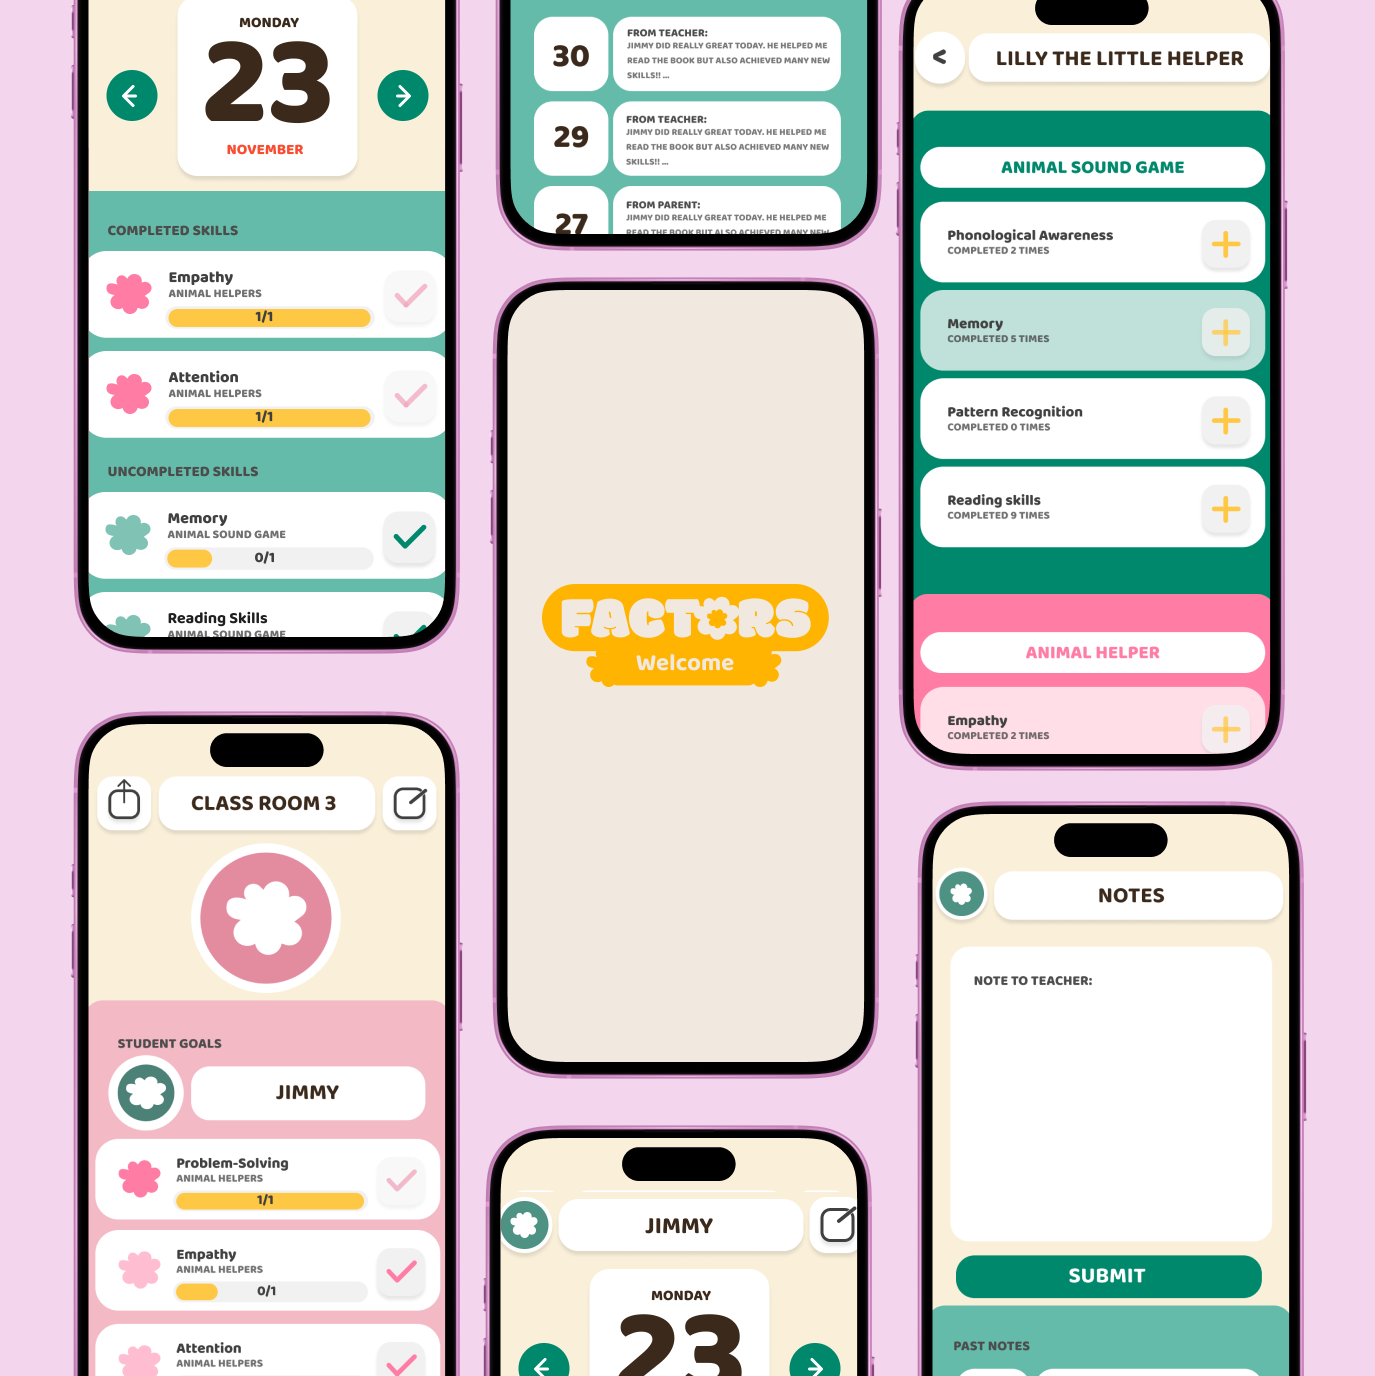 MONDAY
23
NOVEMBER
COMPLETED SKILLS
Empathy
ANIMAL HELPERS
1/1
Attention
ANIMAL HELPERS
1/1
UNCOMPLETED SKILLS
Memory
ANIMAL SOUND GAME
0/1
Reading Skills
ANIMAL SOUND GAME
30
FROM TEACHER:
JIMMY DID REALLY GREAT TODAY. HE HELPED ME
READ THE BOOK BUT ALSO ACHIEVED MANY NEW
SKILLS!! ...
29
FROM TEACHER:
JIMMY DID REALLY GREAT TODAY. HE HELPED ME
READ THE BOOK BUT ALSO ACHIEVED MANY NEW
SKILLS!! ...
27
FROM PARENT:
JIMMY DID REALLY GREAT TODAY. HE HELPED ME
READ THE BOOK BUT ALSO ACHIEVED MANY NEW
<
LILLY THE LITTLE HELPER
ANIMAL SOUND GAME
Phonological Awareness
COMPLETED 2 TIMES
Memory
COMPLETED 5 TIMES
Pattern Recognition
COMPLETED 0 TIMES
Reading skills
COMPLETED 9 TIMES
ANIMAL HELPER
Empathy
COMPLETED 2 TIMES
FACTORS
Welcome
CLASS ROOM 3
STUDENT GOALS
JIMMY
Problem-Solving
ANIMAL HELPERS
1/1
Empathy
ANIMAL HELPERS
0/1
Attention
ANIMAL HELPERS
JIMMY
MONDAY
23
NOTES
NOTE TO TEACHER:
SUBMIT
PAST NOTES